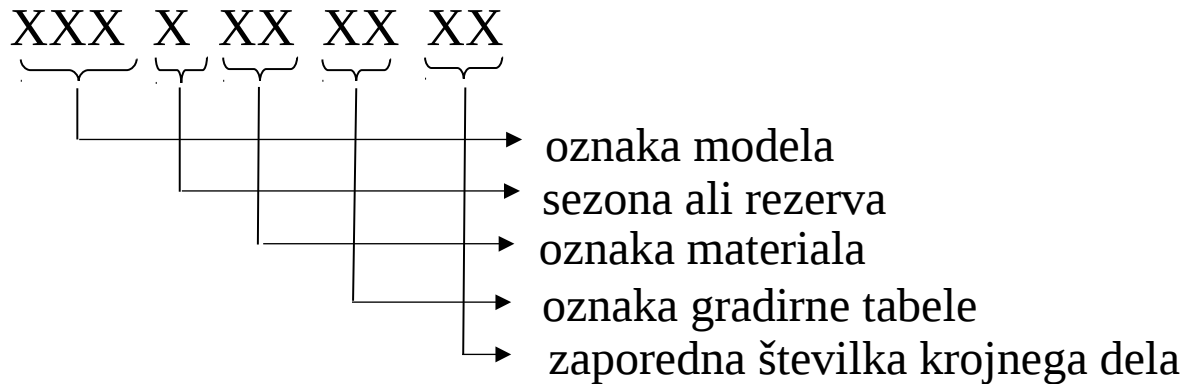 XXX X XX XX XX
oznaka modela
sezona ali rezerva
oznaka materiala
oznaka gradirne tabele
zaporedna številka krojnega dela